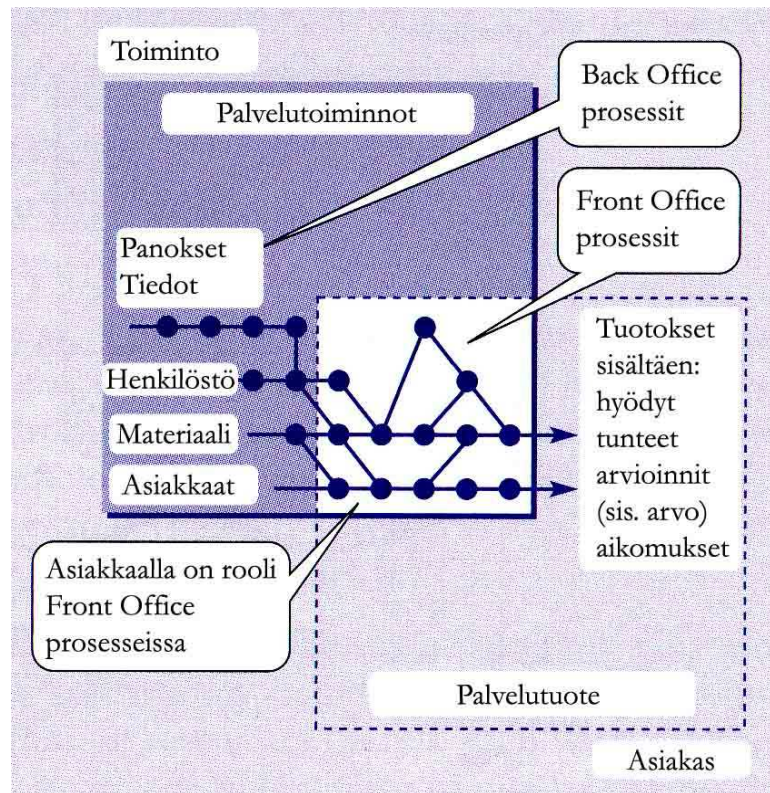 Toiminto
Palvelutoiminnot
Back Office
prosessit
Front Office
prosessit
Panokset
Tiedot
Henkilöstö
Materiaali
Asiakkaat
Tuotokset
sisältäen:
hyödyt
tunteet
arvioinnit
(sis. arvo)
aikomukset
Asiakkaalla on rooli
Front Office
prosesseissa
Palvelutuote
Asiakas